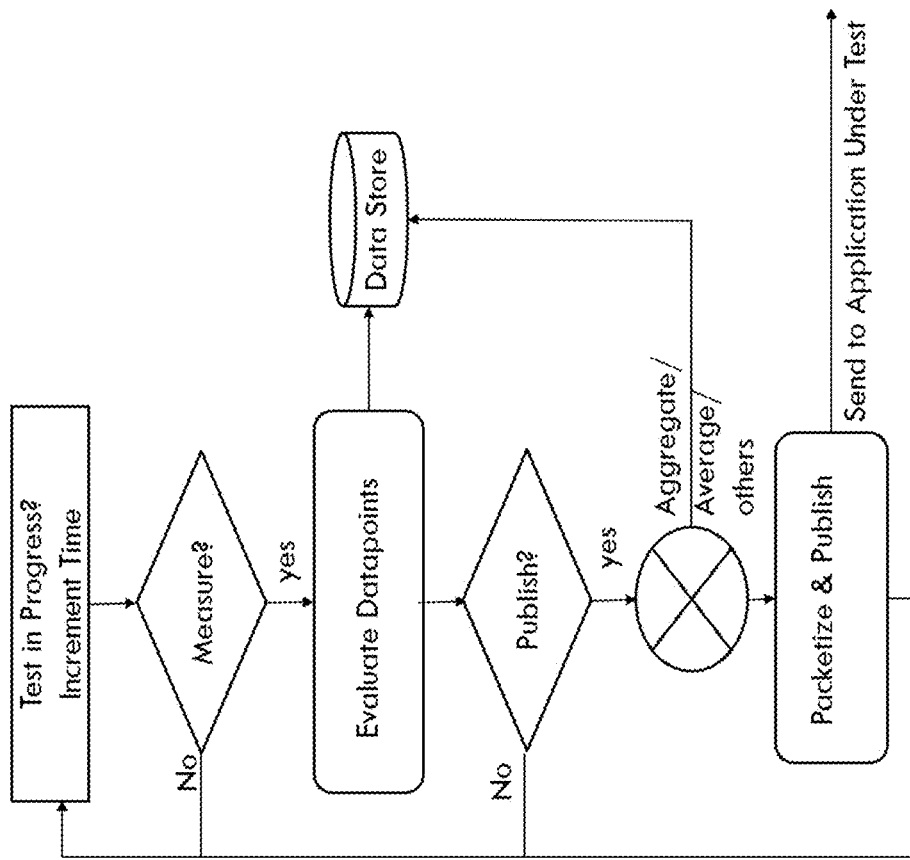 Test in Progress?
Increment Time
Measure?
No
yes
Evaluate Datapoints
Data Store
Publish?
No
yes
Aggregate/
Average/
others
Packetize & Publish
Send to Application Under Test